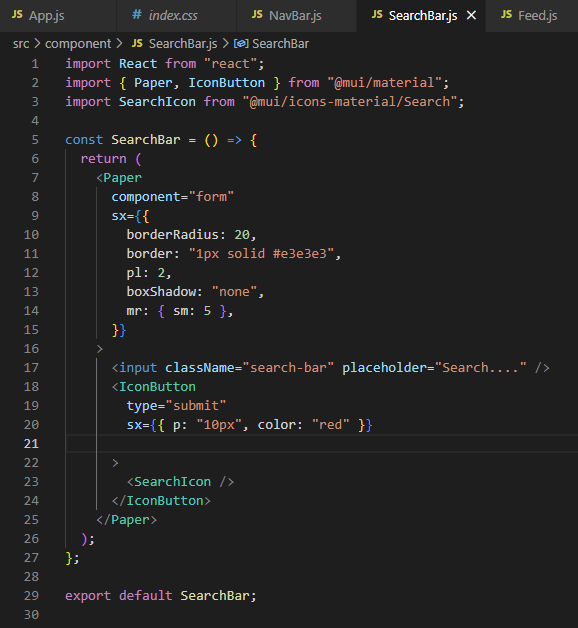 JS App.js # index.css JS NavBar.js JS SearchBar.js × JS Feed.js
src > component > JS SearchBar.js > SearchBar
1 import React from "react";
2 import { Paper, IconButton } from "@mui/material";
3 import SearchIcon from "@mui/icons-material/Search";
4
5 const SearchBar = () => {
6   return (
7     <Paper
8       component="form"
9       sx={{
10         borderRadius: 20,
11         border: "1px solid #e3e3e3",
12         pl: 2,
13         boxShadow: "none",
14         mr: { sm: 5 },
15       }}
16     >
17       <input className="search-bar" placeholder="Search...." />
18       <IconButton
19         type="submit"
20         sx={{ p: "10px", color: "red" }}
21
22       >
23         <SearchIcon />
24       </IconButton>
25     </Paper>
26   );
27 };
28
29 export default SearchBar;
30